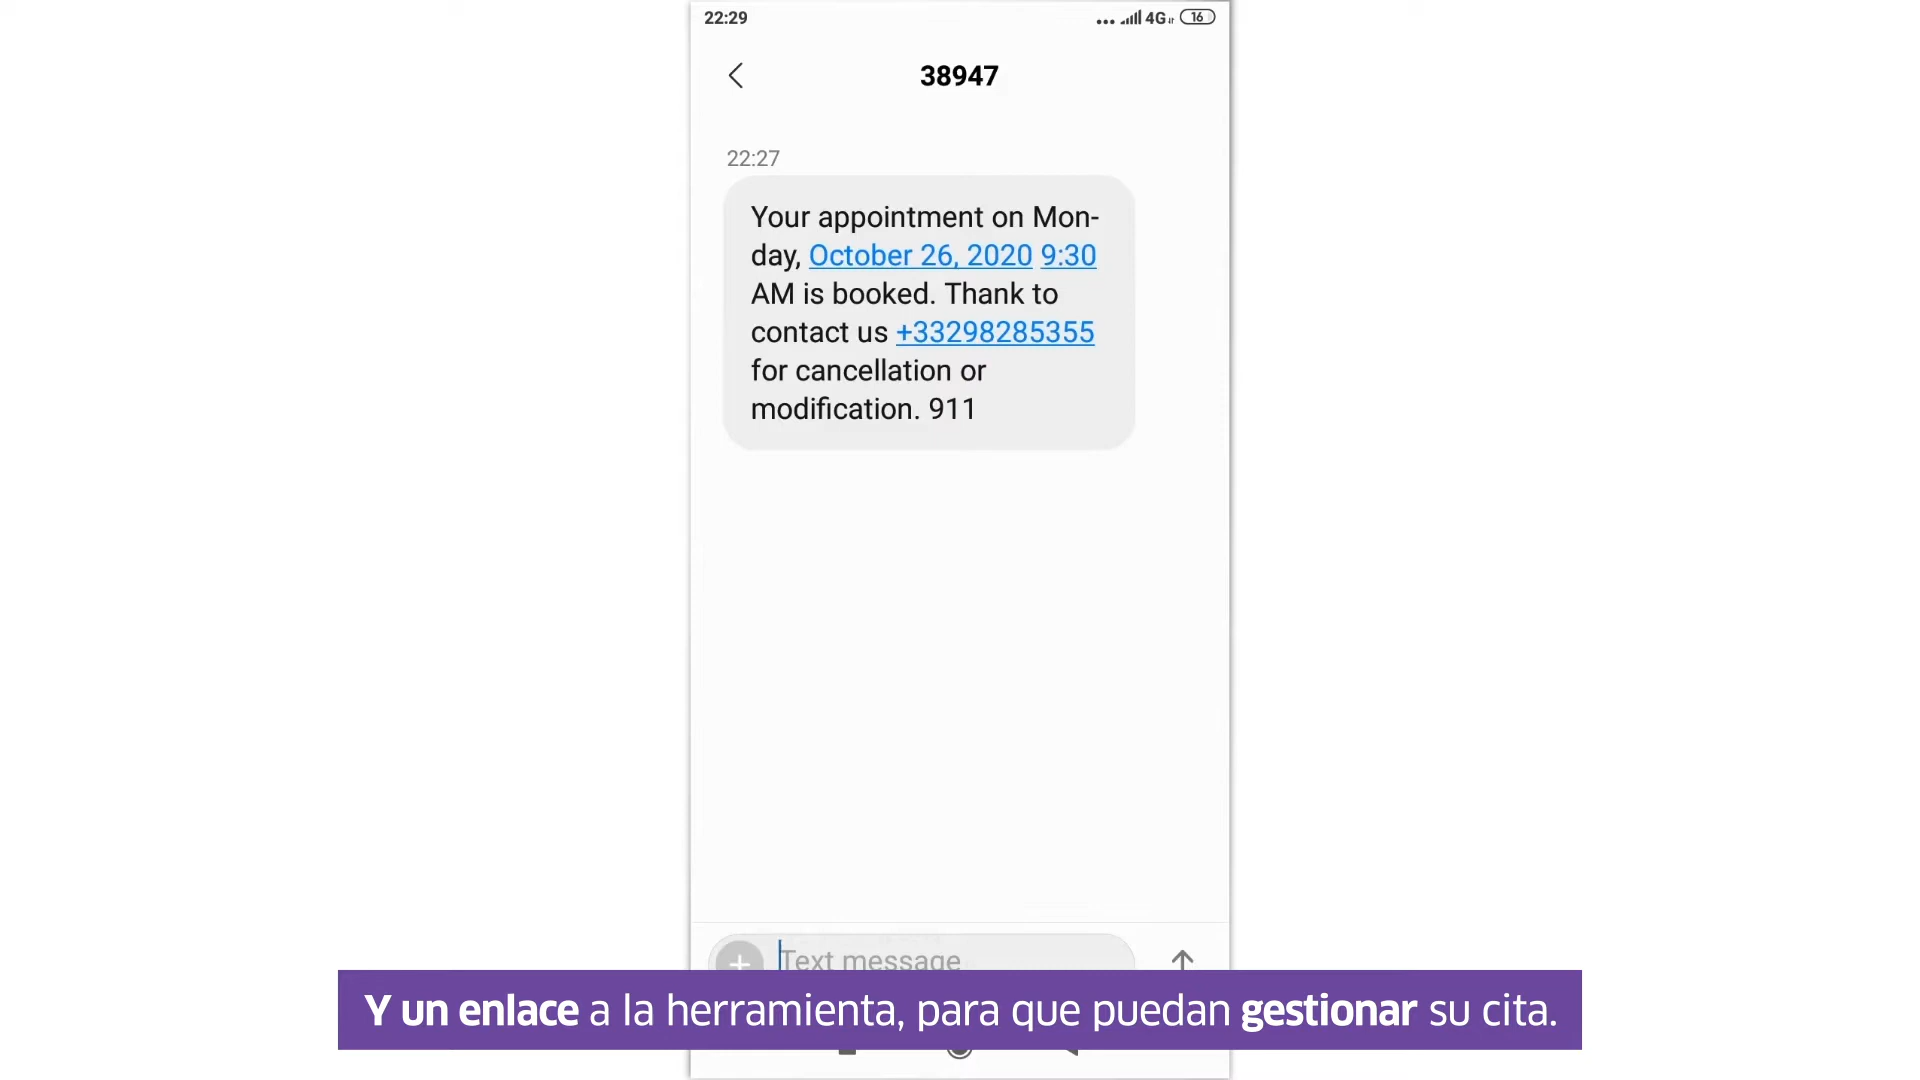 22:29
4G 16
38947
22:27
Your appointment on Mon-
day, October 26, 2020 9:30
AM is booked. Thank to
contact us +33298285355
for cancellation or
modification. 911
Text message
Y un enlace a la herramienta, para que puedan gestionar su cita.